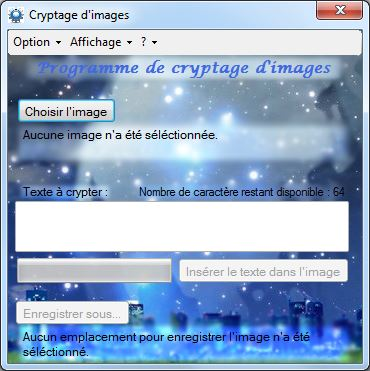 Cryptage d'images
Option Affichage ?
Programme de cryptage d'images
Choisir l'image
Aucune image n'a été séléctionnée.
Texte à crypter : Nombre de caractère restant disponible : 64
Insérer le texte dans l'image
Enregistrer sous...
Aucun emplacement pour enregistrer l'image n'a été
séléctionné.